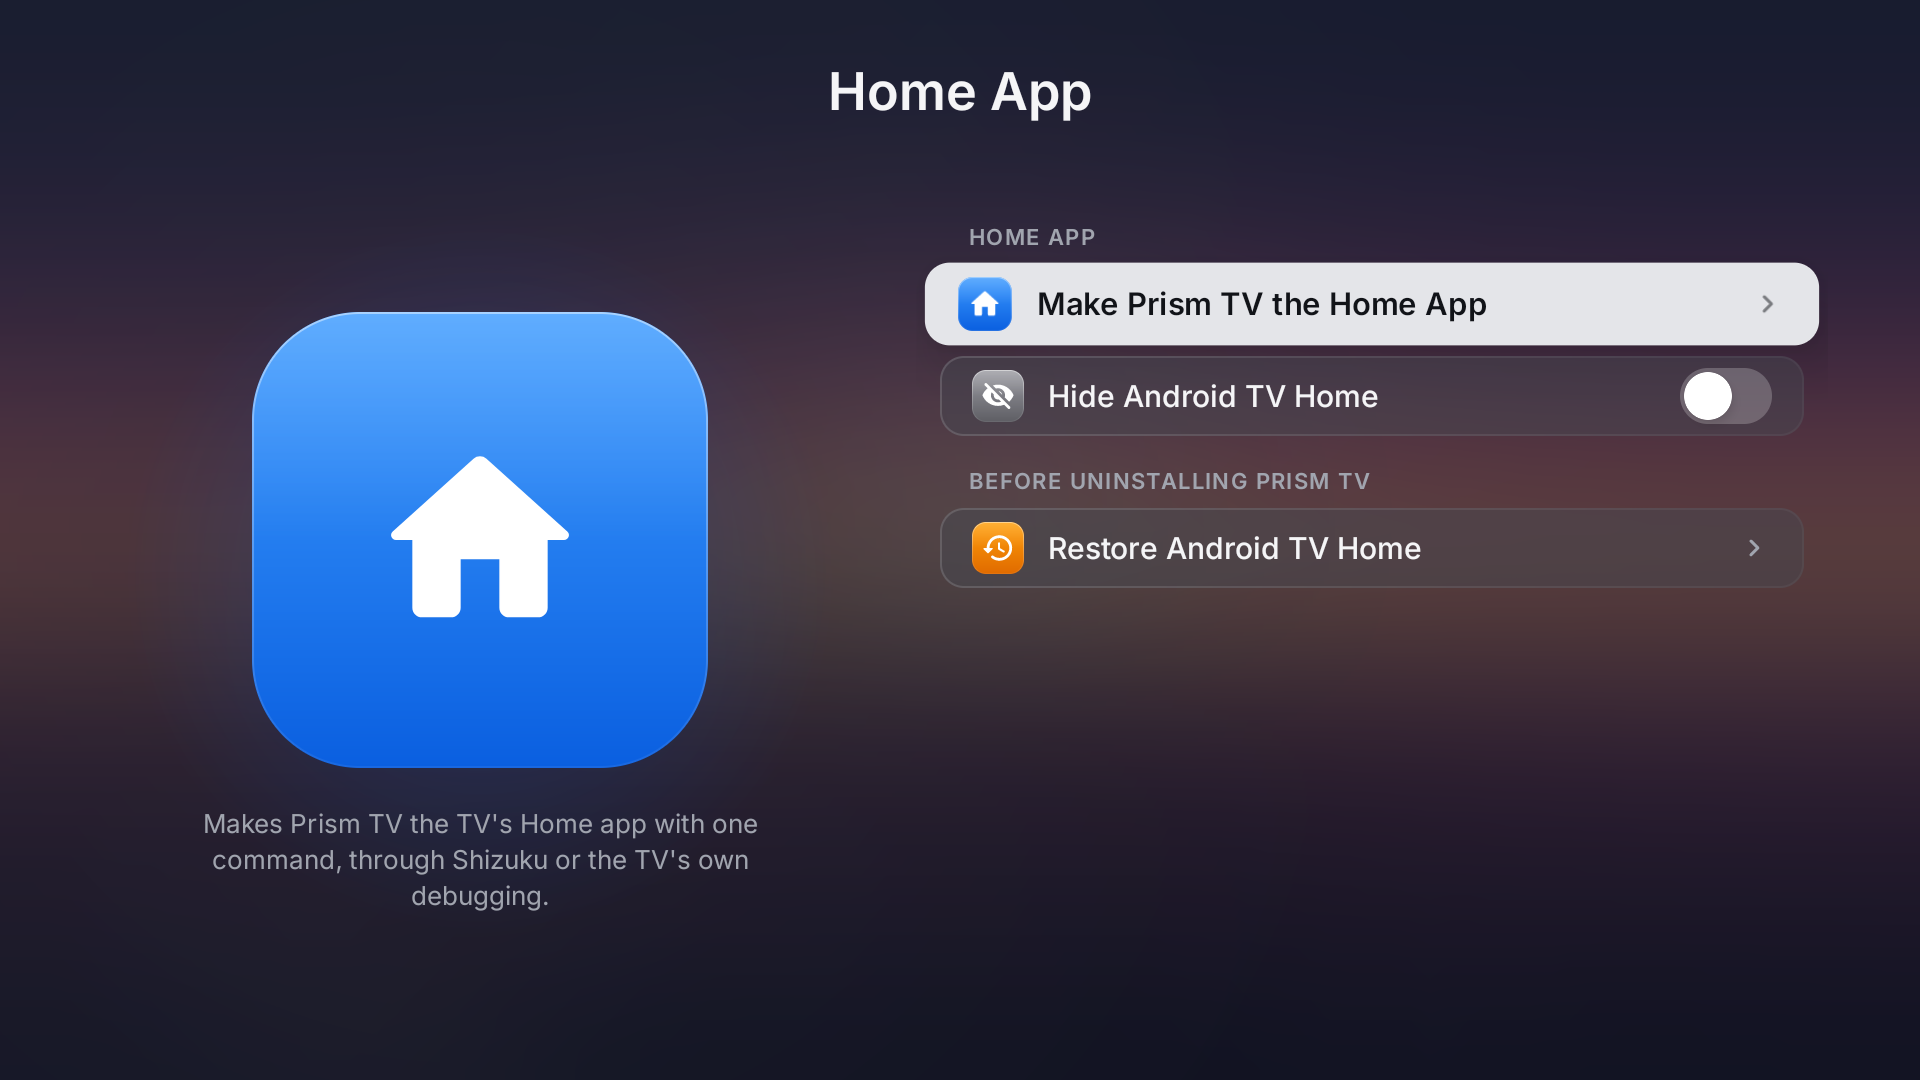 Home App
HOME APP
Make Prism TV the Home App
Hide Android TV Home
BEFORE UNINSTALLING PRISM TV
Restore Android TV Home
Makes Prism TV the TV's Home app with one
command, through Shizuku or the TV's own
debugging.